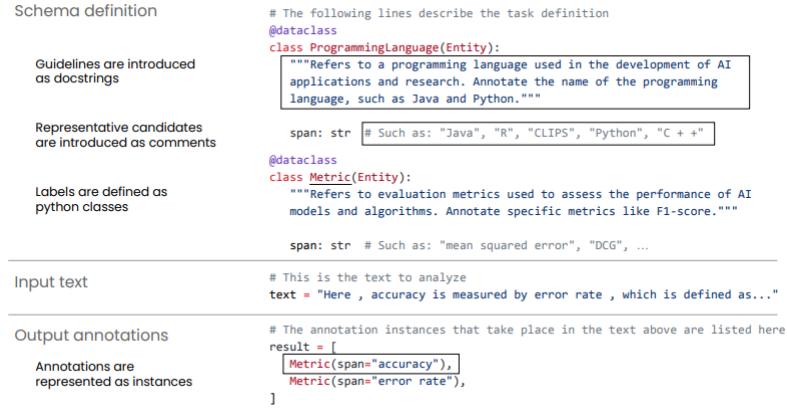 Schema definition
# The following lines describe the task definition
@dataclass
class ProgrammingLanguage(Entity):
Guidelines are introduced
as docstrings
"""Refers to a programming language used in the development of AI
applications and research. Annotate the name of the programming
language, such as Java and Python."""
Representative candidates
are introduced as comments
span: str # Such as: "Java", "R", "CLIPS", "Python", "C + +"
@dataclass
class Metric(Entity):
Labels are defined as
python classes
"""Refers to evaluation metrics used to assess the performance of AI
models and algorithms. Annotate specific metrics like F1-score."""
span: str # Such as: "mean squared error", "DCG", ...
Input text
# This is the text to analyze
text = "Here , accuracy is measured by error rate , which is defined as..."
Output annotations
# The annotation instances that take place in the text above are listed here
result = [
Annotations are
represented as instances
Metric(span="accuracy"),
Metric(span="error rate"),
]